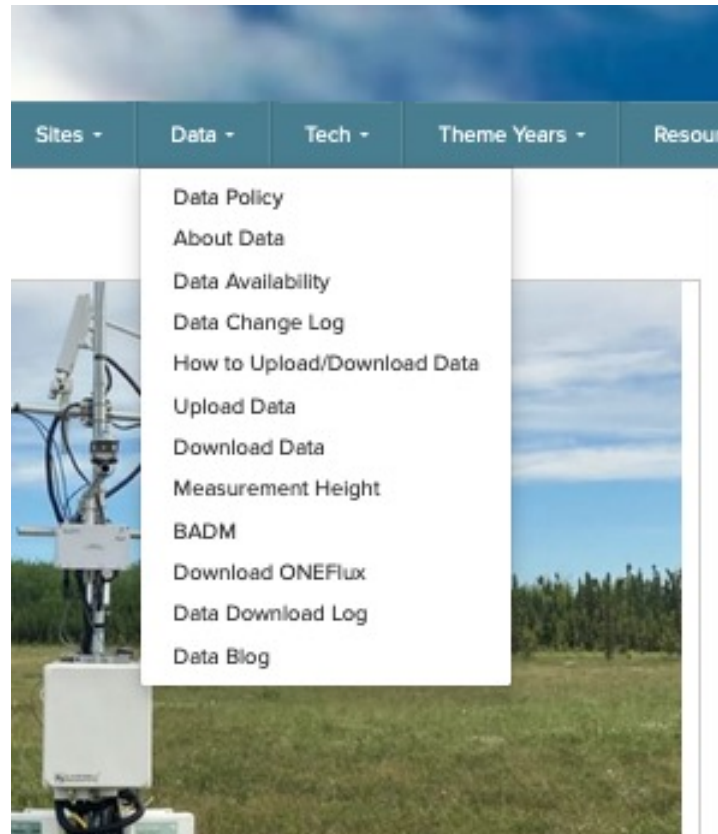 Sites
Data
Tech
Theme Years
Resour
Data Policy
About Data
Data Availability
Data Change Log
How to Upload/Download Data
Upload Data
Download Data
Measurement Height
BADM
Download ONEFlux
Data Download Log
Data Blog